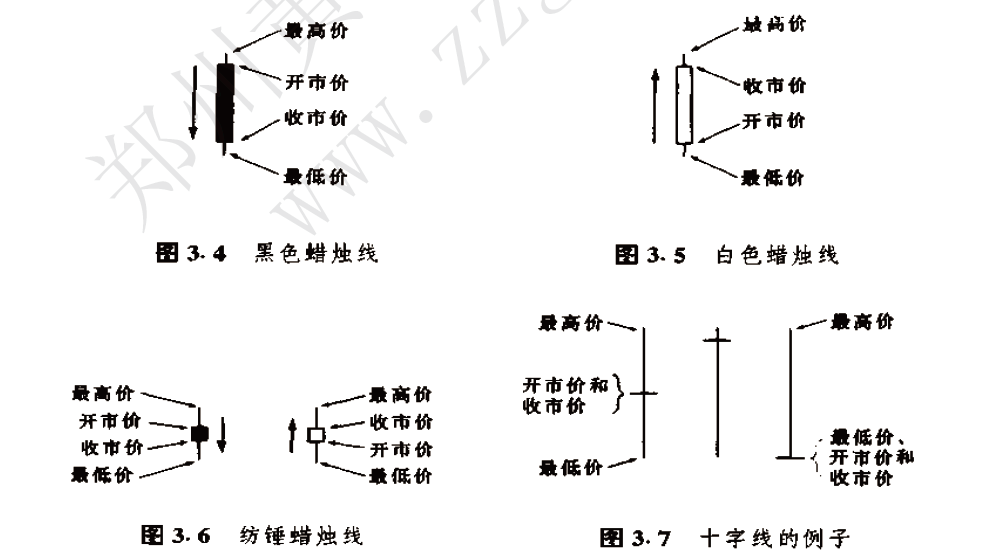 最高价
开市价
收市价
最低价
图 3.4 黑色蜡烛线
最高价
收市价
开市价
最低价
图 3.5 白色蜡烛线
最高价
开市价
收市价
最低价
最高价
收市价
开市价
最低价
图 3.6 纺锤蜡烛线
最高价
开市价和
收市价
最低价
最高价
最低价、
开市价和
收市价
图 3.7 十字线的例子
郑州黄
www.zzg